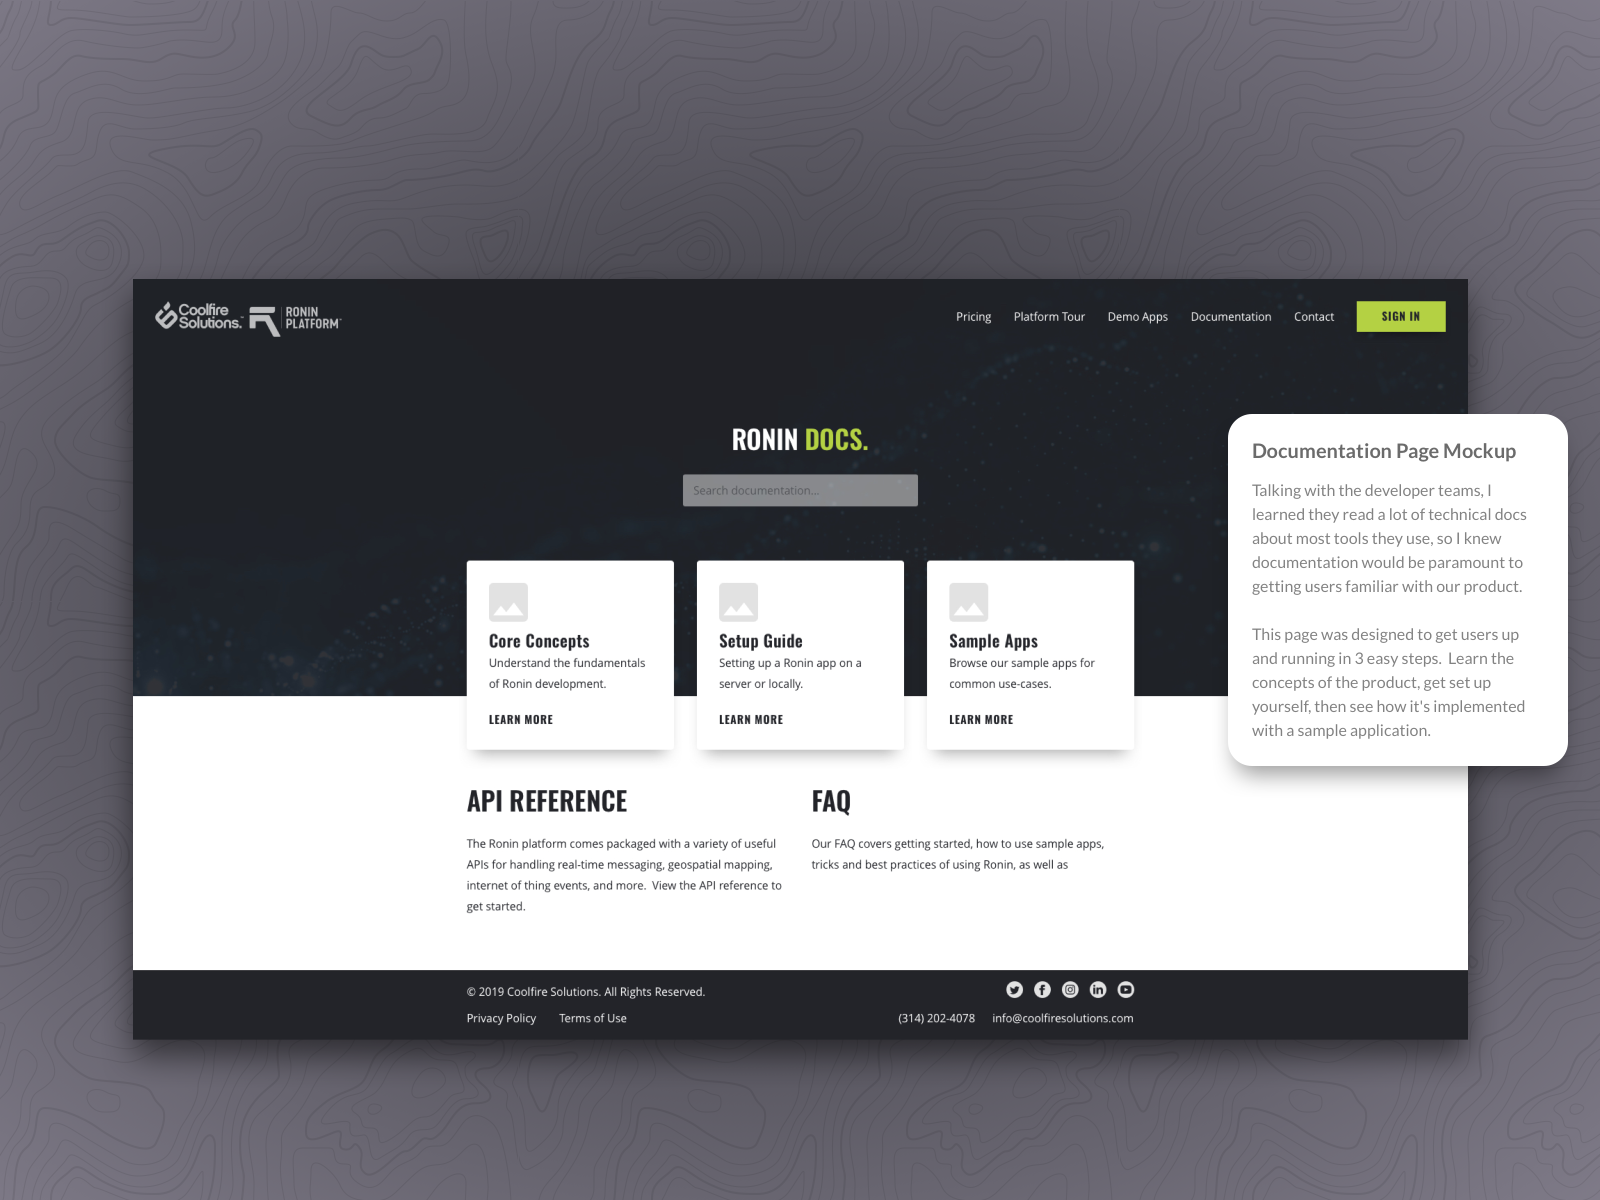 Coolfire
Solutions.
RONIN
PLATFORM
Pricing
Platform Tour
Demo Apps
Documentation
Contact
SIGN IN
RONIN DOCS.
Search documentation...
Core Concepts
Understand the fundamentals
of Ronin development.
LEARN MORE
Setup Guide
Setting up a Ronin app on a
server or locally.
LEARN MORE
Sample Apps
Browse our sample apps for
common use-cases.
LEARN MORE
Documentation Page Mockup
Talking with the developer teams, I
learned they read a lot of technical docs
about most tools they use, so I knew
documentation would be paramount to
getting users familiar with our product.
This page was designed to get users up
and running in 3 easy steps.  Learn the
concepts of the product, get set up
yourself, then see how it's implemented
with a sample application.
API REFERENCE
The Ronin platform comes packaged with a variety of useful
APIs for handling real-time messaging, geospatial mapping,
internet of thing events, and more.  View the API reference to
get started.
FAQ
Our FAQ covers getting started, how to use sample apps,
tricks and best practices of using Ronin, as well as
© 2019 Coolfire Solutions. All Rights Reserved.
Privacy Policy
Terms of Use
(314) 202-4078
info@coolfiresolutions.com